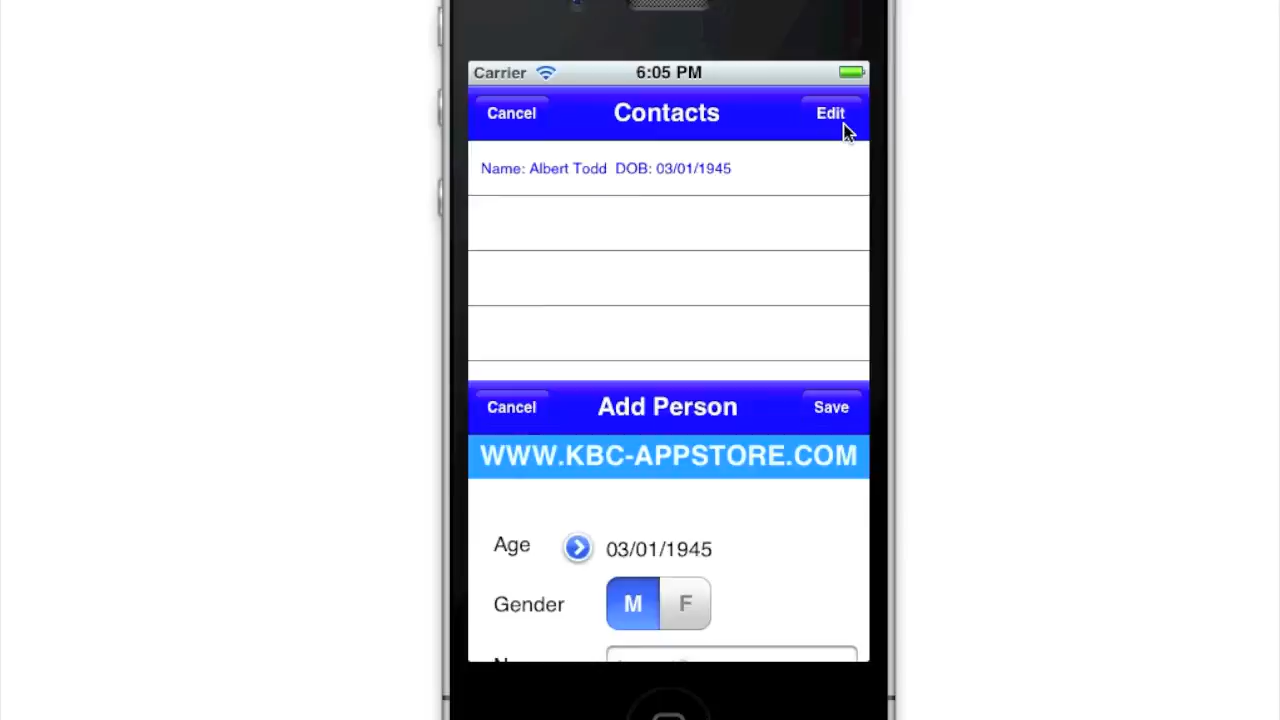 Carrier 6:05 PM
Cancel Contacts Edit
Name: Albert Todd DOB: 03/01/1945
Cancel Add Person Save
WWW.KBC-APPSTORE.COM
Age 03/01/1945
Gender M F